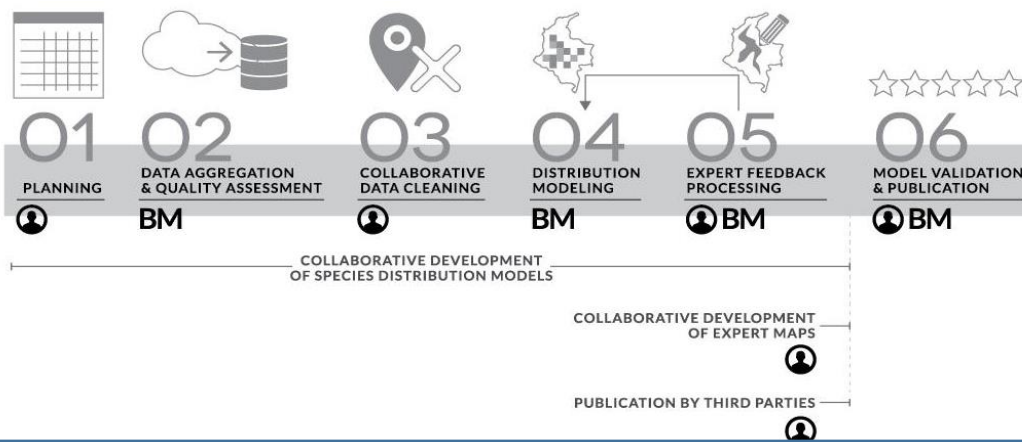 01
02
03
04
05
06
PLANNING
DATA AGGREGATION
& QUALITY ASSESSMENT
COLLABORATIVE
DATA CLEANING
DISTRIBUTION
MODELING
EXPERT FEEDBACK
PROCESSING
MODEL VALIDATION
& PUBLICATION
BM
BM
BM
BM
COLLABORATIVE DEVELOPMENT
OF SPECIES DISTRIBUTION MODELS
COLLABORATIVE DEVELOPMENT
OF EXPERT MAPS
PUBLICATION BY THIRD PARTIES